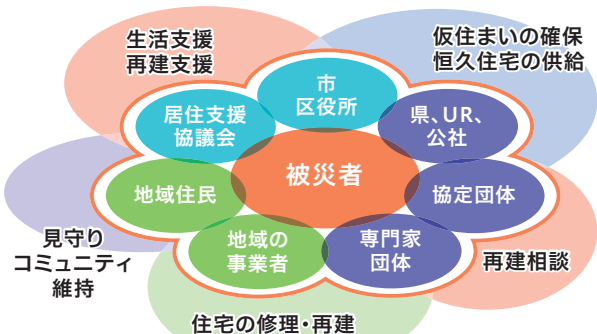 生活支援
再建支援
仮住まいの確保
恒久住宅の供給
市
区役所
居住支援
協議会
県、UR、
公社
被災者
地域住民
協定団体
地域の
事業者
専門家
団体
見守り
コミュニティ
維持
再建相談
住宅の修理・再建